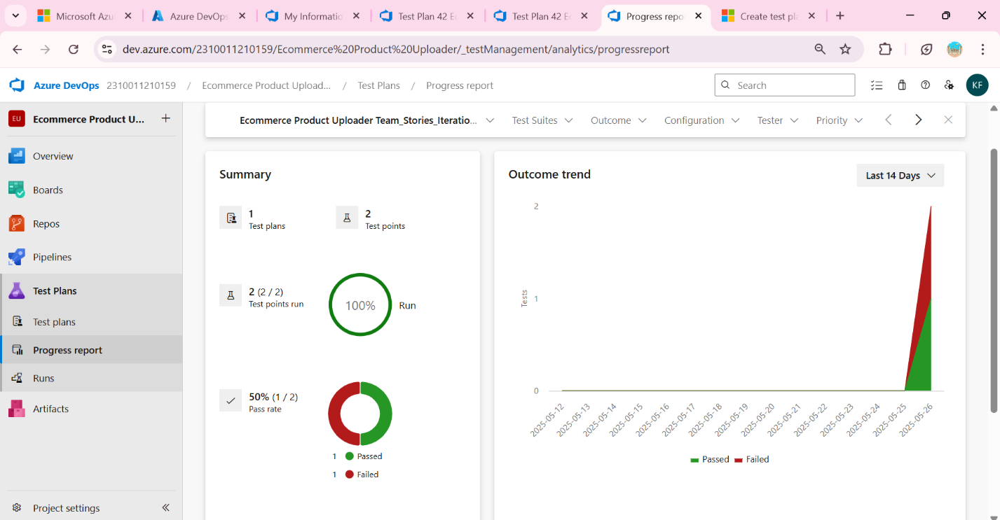 Microsoft Azu
Azure DevOps
My Informatio
Test Plan 42 Ec
Test Plan 42 Ec
Progress repo
Create test pla
dev.azure.com/2310011210159/Ecommerce%20Product%20Uploader/_testManagement/analytics/progressreport
Azure DevOps 2310011210159 / Ecommerce Product Upload... / Test Plans / Progress report
Search
KF
EU Ecommerce Product U...
Overview
Boards
Repos
Pipelines
Test Plans
Test plans
Progress report
Runs
Artifacts
Project settings
Ecommerce Product Uploader Team_Stories_Iteratio... Test Suites Outcome Configuration Tester Priority
Summary
1
Test plans
2
Test points
2 (2 / 2)
Test points run
100%
Run
50% (1 / 2)
Pass rate
1 Passed
1 Failed
Outcome trend
Last 14 Days
2
1
0
Tests
2025-05-12
2025-05-13
2025-05-14
2025-05-15
2025-05-16
2025-05-17
2025-05-18
2025-05-19
2025-05-20
2025-05-21
2025-05-22
2025-05-23
2025-05-24
2025-05-25
2025-05-26
Passed Failed